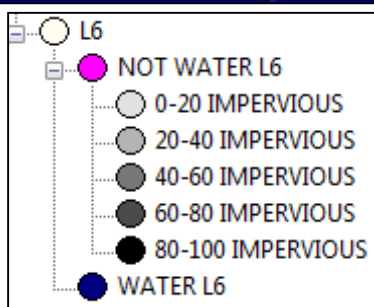 L6
NOT WATER L6
0-20 IMPERVIOUS
20-40 IMPERVIOUS
40-60 IMPERVIOUS
60-80 IMPERVIOUS
80-100 IMPERVIOUS
WATER L6